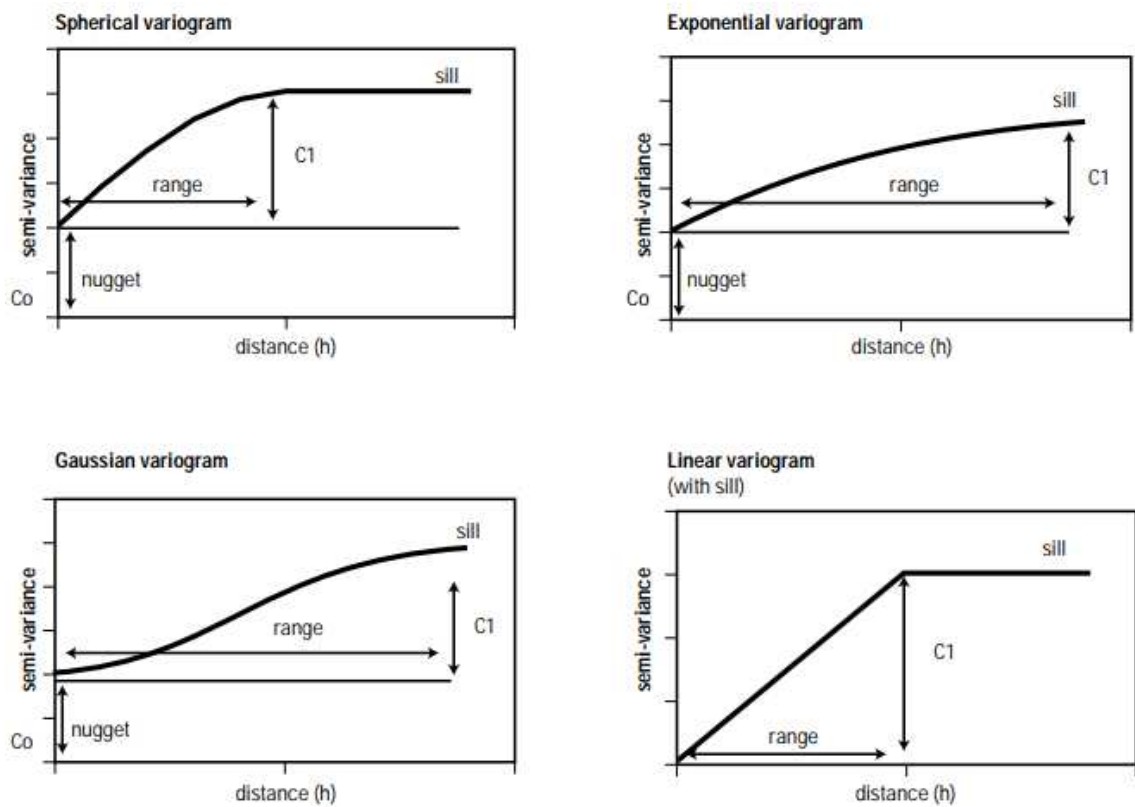 Spherical variogram
sill
C1
range
semi-variance
nugget
Co
distance (h)
Exponential variogram
sill
C1
range
semi-variance
nugget
Co
distance (h)
Gaussian variogram
sill
C1
range
semi-variance
nugget
Co
distance (h)
Linear variogram
(with sill)
sill
C1
range
semi-variance
distance (h)